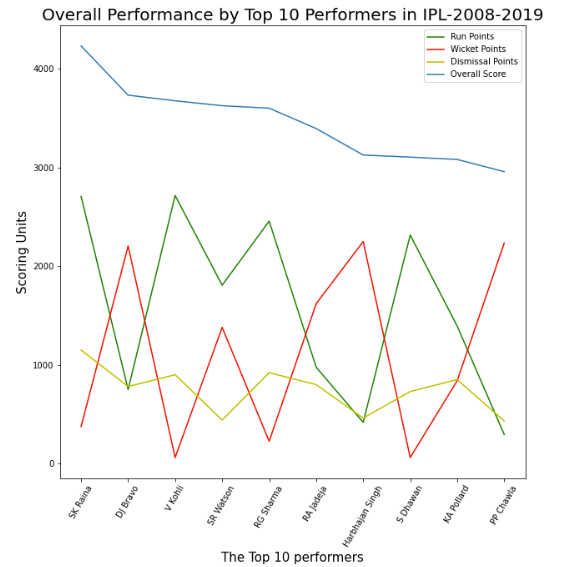 Overall Performance by Top 10 Performers in IPL-2008-2019
Run Points
Wicket Points
Dismissal Points
Overall Score
4000
3000
2000
1000
0
Scoring Units
SK Raina
DJ Bravo
V Kohli
SR Watson
RG Sharma
RA Jadeja
Harbhajan Singh
S Dhawan
KA Pollard
PP Chawla
The Top 10 performers